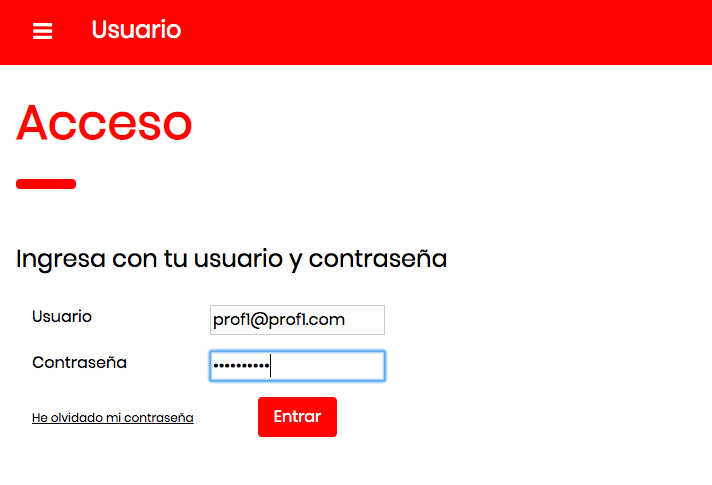 Usuario
Acceso
Ingresa con tu usuario y contraseña
Usuario prof1@prof1.com
Contraseña ••••••••••
He olvidado mi contraseña Entrar